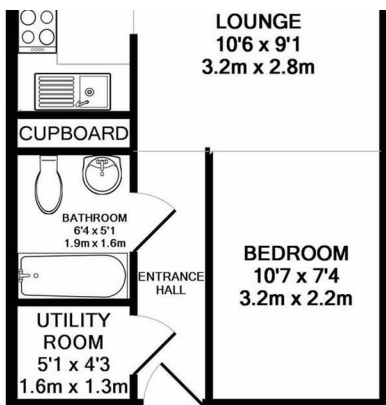 LOUNGE
10'6 x 9'1
3.2m x 2.8m
CUPBOARD
BATHROOM
6'4 x 5'1
1.9m x 1.6m
ENTRANCE
HALL
BEDROOM
10'7 x 7'4
3.2m x 2.2m
UTILITY
ROOM
5'1 x 4'3
1.6m x 1.3m